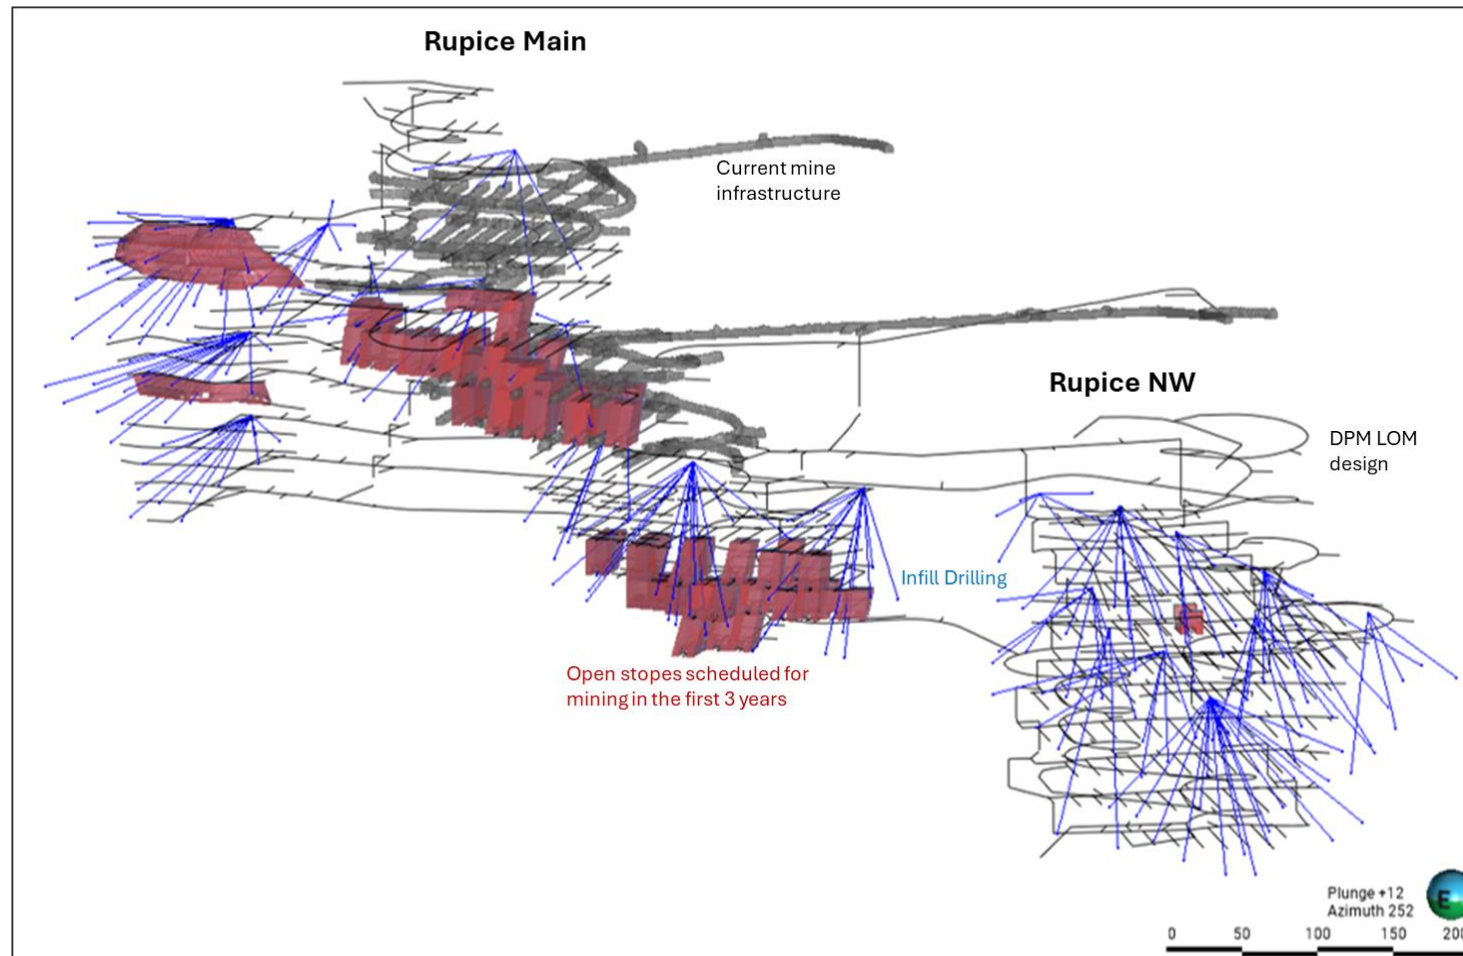 Rupice Main
Current mine
infrastructure
Rupice NW
DPM LOM
design
Infill Drilling
Open stopes scheduled for
mining in the first 3 years
Plunge +12
Azimuth 252
E
0 50 100 150 200